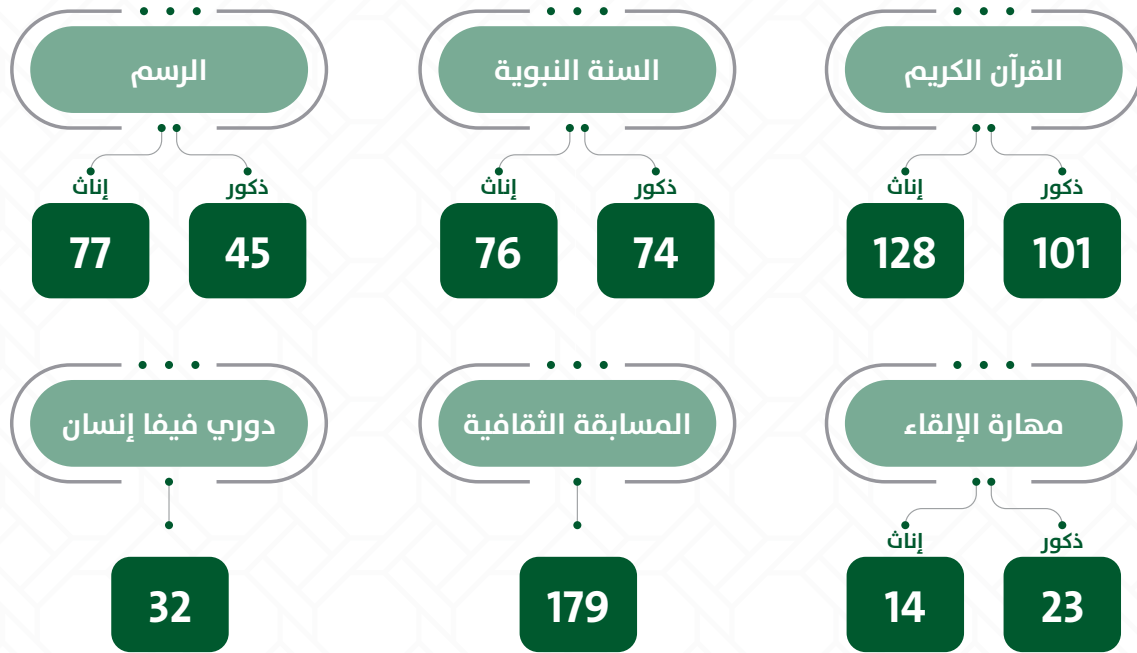 القرآن الكريم
ذكور
إناث
101
128
السنة النبوية
ذكور
إناث
74
76
الرسم
ذكور
إناث
45
77
مهارة الإلقاء
ذكور
إناث
23
14
المسابقة الثقافية
179
دوري فيفا إنسان
32